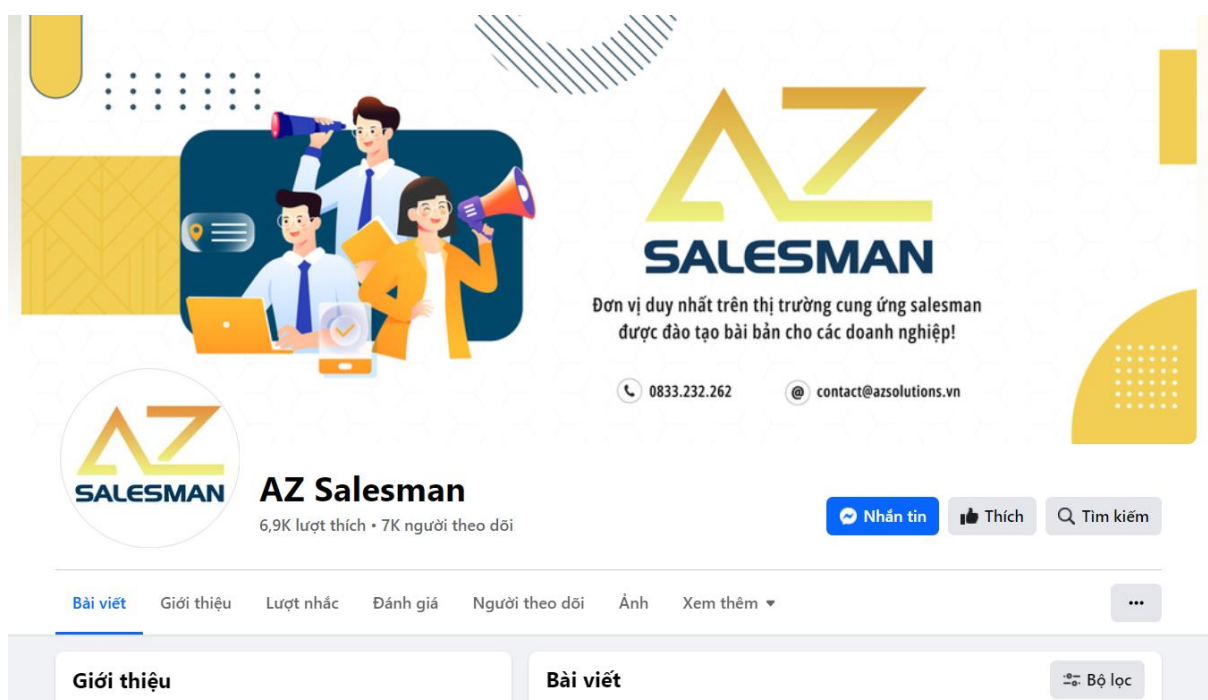 AZ
SALESMAN
Đơn vị duy nhất trên thị trường cung ứng salesman
được đào tạo bài bản cho các doanh nghiệp!
0833.232.262 @ contact@azsolutions.vn
AZ
SALESMAN
AZ Salesman
6,9K lượt thích • 7K người theo dõi
Nhắn tin Thích Tìm kiếm
Bài viết Giới thiệu Lượt nhắc Đánh giá Người theo dõi Ảnh Xem thêm
Giới thiệu Bài viết Bộ lọc